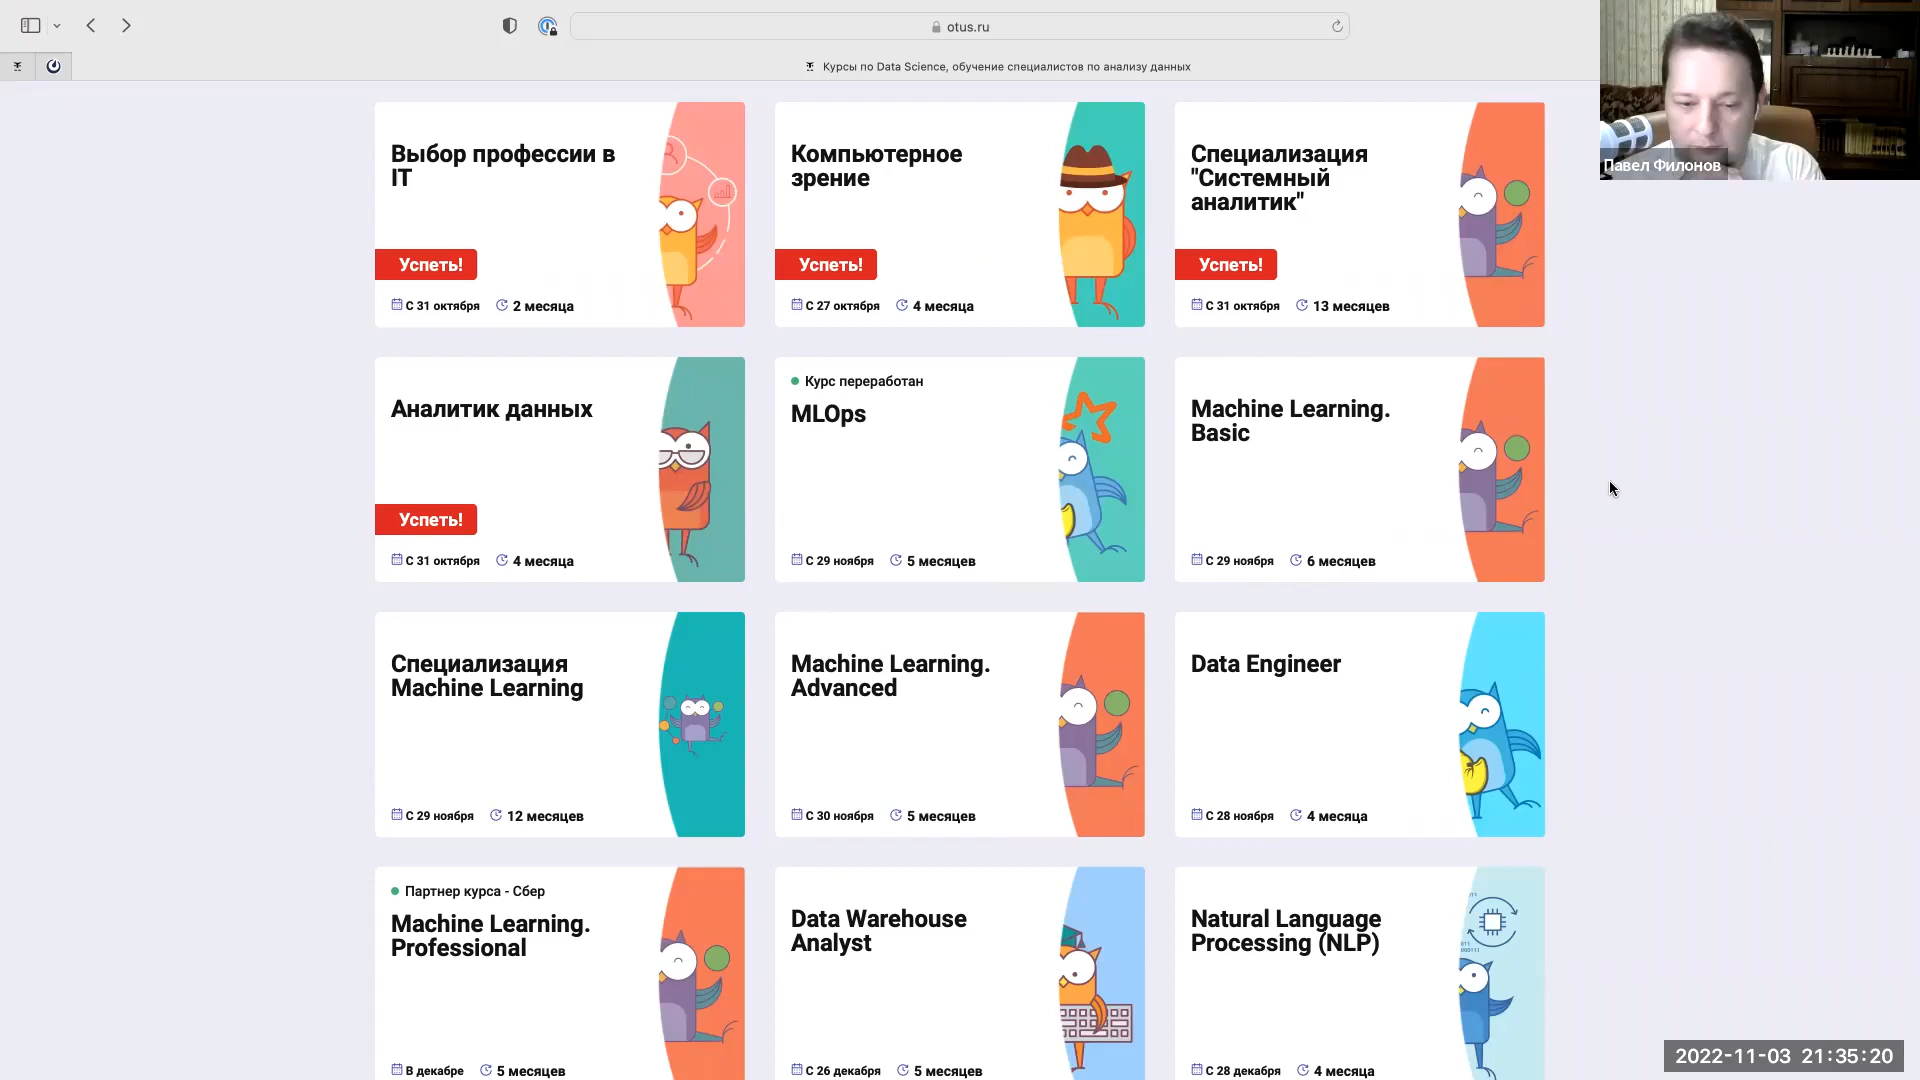 otus.ru
Курсы по Data Science, обучение специалистов по анализу данных
Павел Филонов
Выбор профессии в
IT
Успеть!
С 31 октября
2 месяца
Компьютерное
зрение
Успеть!
С 27 октября
4 месяца
Специализация
"Системный
аналитик"
Успеть!
С 31 октября
13 месяцев
Аналитик данных
Успеть!
С 31 октября
4 месяца
Курс переработан
MLOps
С 29 ноября
5 месяцев
Machine Learning.
Basic
С 29 ноября
6 месяцев
Специализация
Machine Learning
С 29 ноября
12 месяцев
Machine Learning.
Advanced
С 30 ноября
5 месяцев
Data Engineer
С 28 ноября
4 месяца
Партнер курса - Сбер
Machine Learning.
Professional
В декабре
5 месяцев
Data Warehouse
Analyst
С 26 декабря
5 месяцев
Natural Language
Processing (NLP)
С 28 декабря
4 месяца
2022-11-03 21:35:20